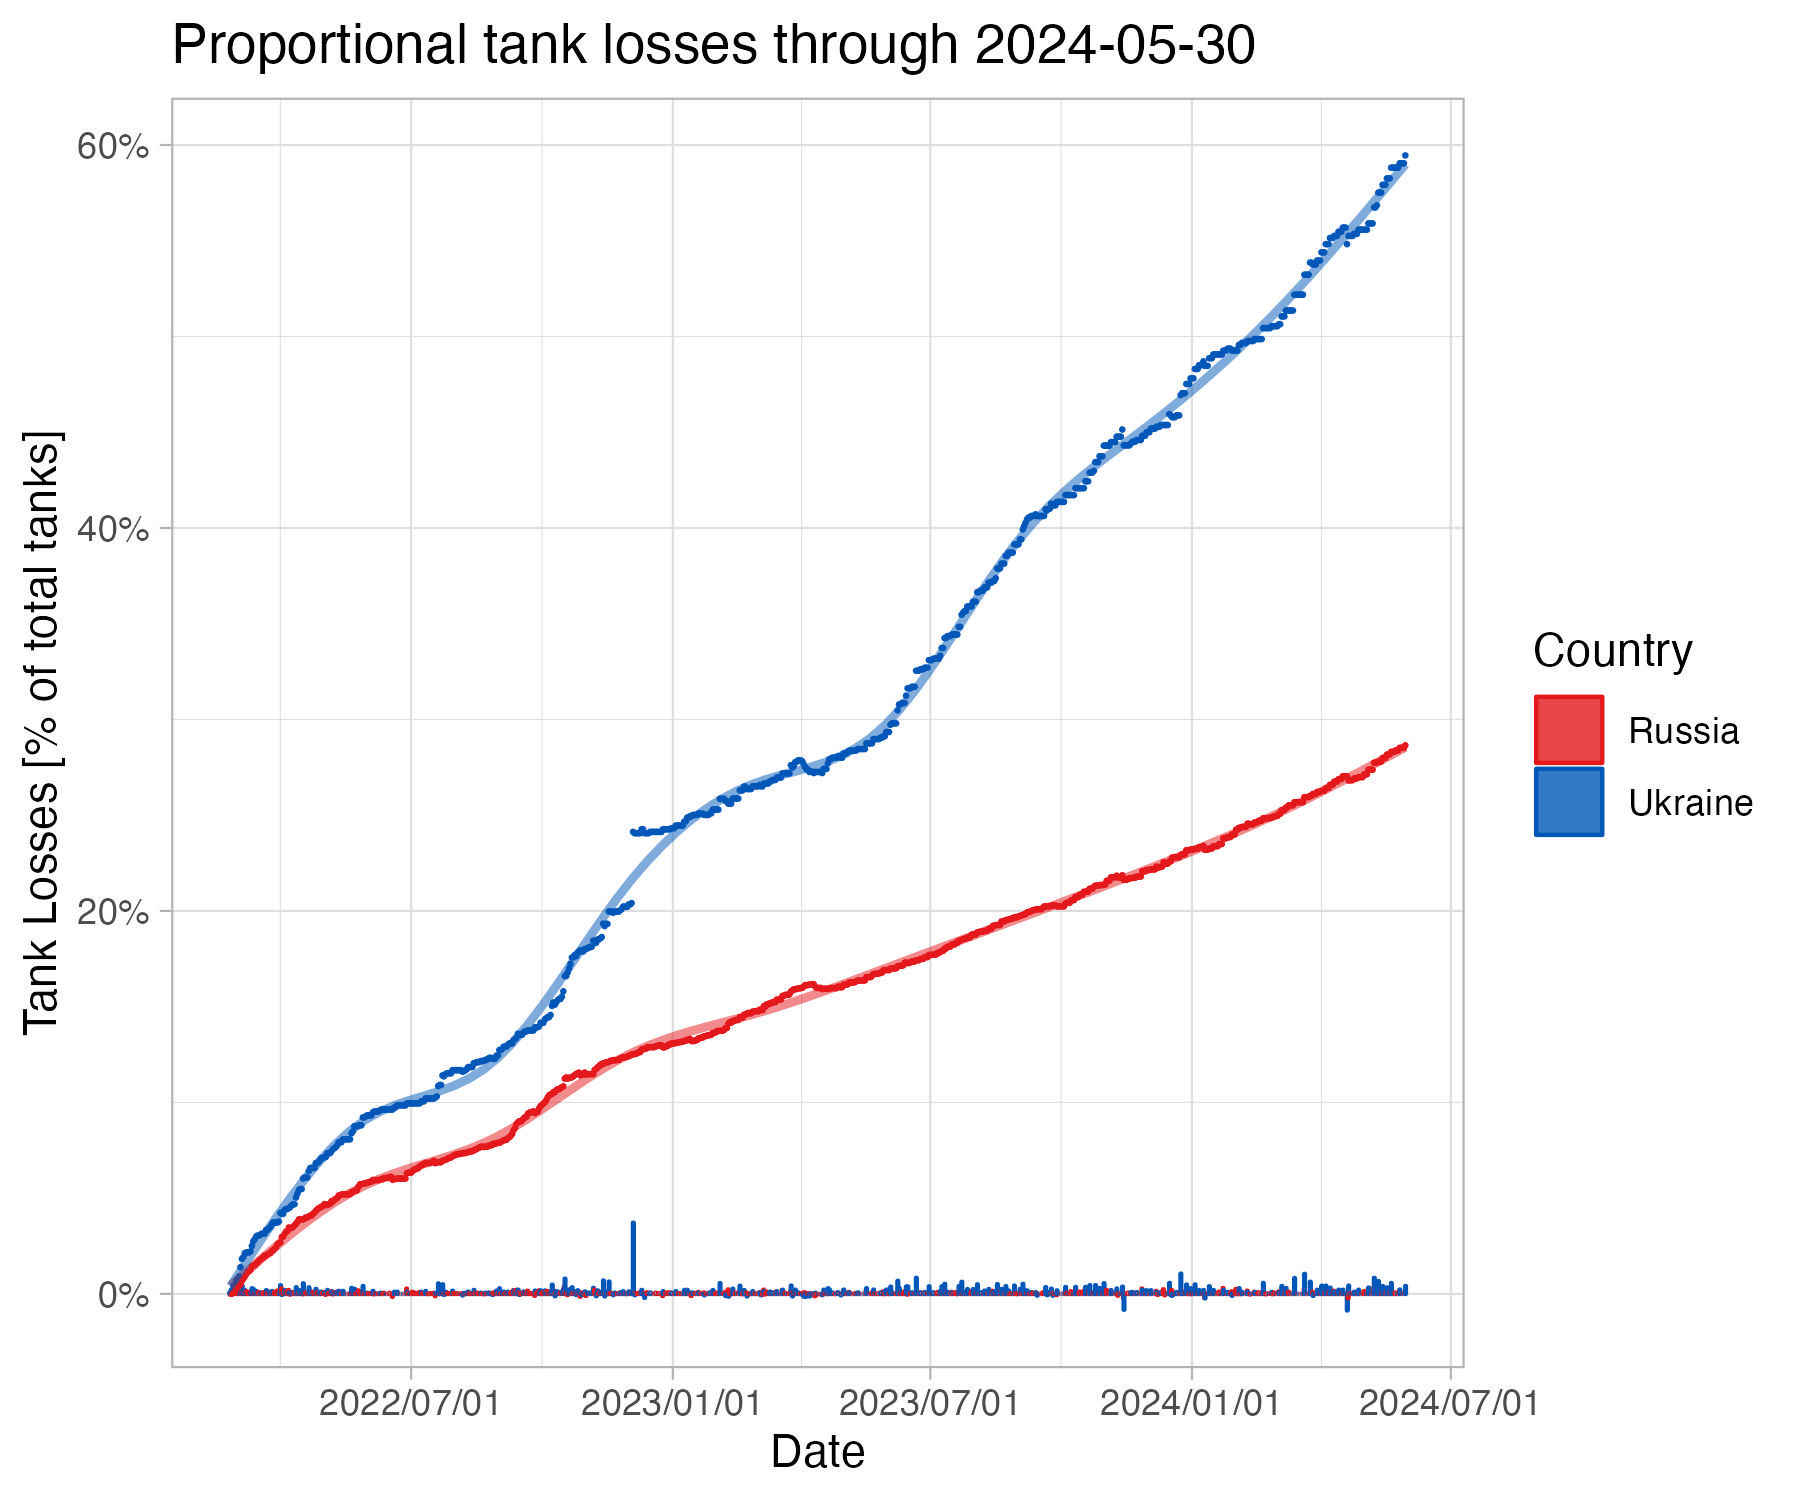 Proportional tank losses through 2024-05-30
Tank Losses [% of total tanks]
60%
40%
20%
0%
2022/07/01
2023/01/01
2023/07/01
2024/01/01
2024/07/01
Date
Country
Russia
Ukraine